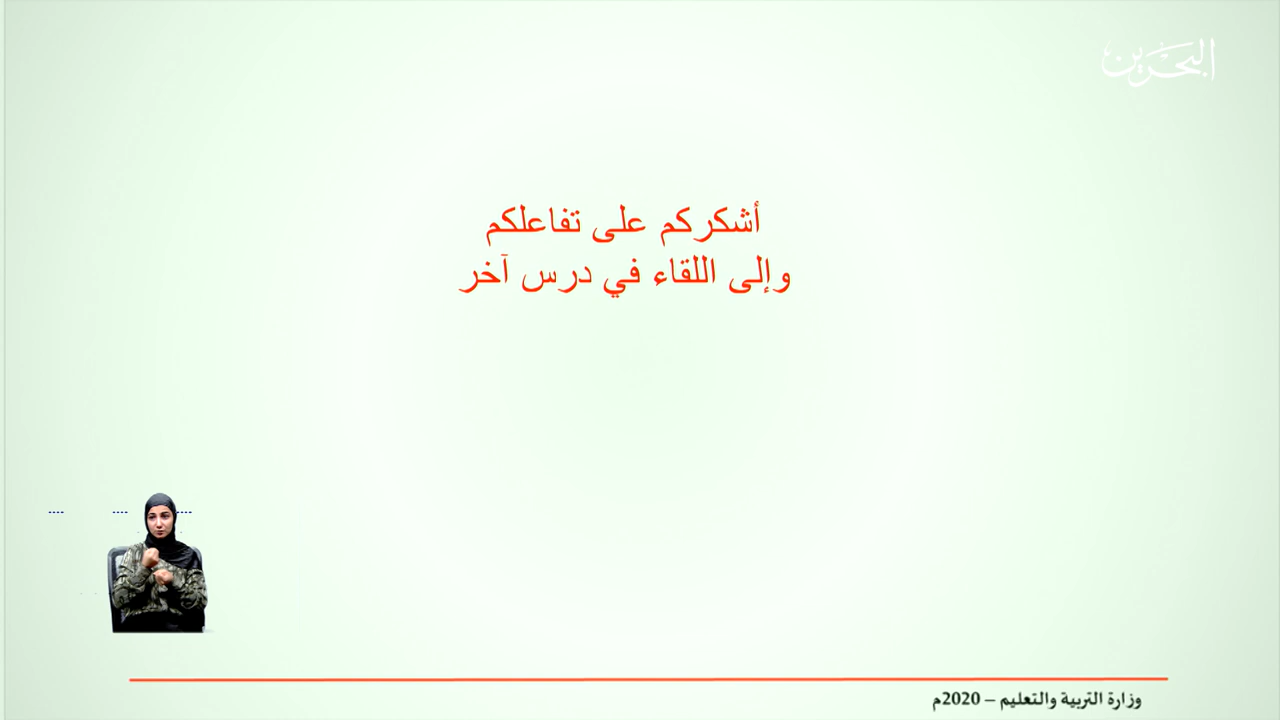 البحرين
أشكركم على تفاعلكم
وإلى اللقاء في درس آخر
وزارة التربية والتعليم – 2020م